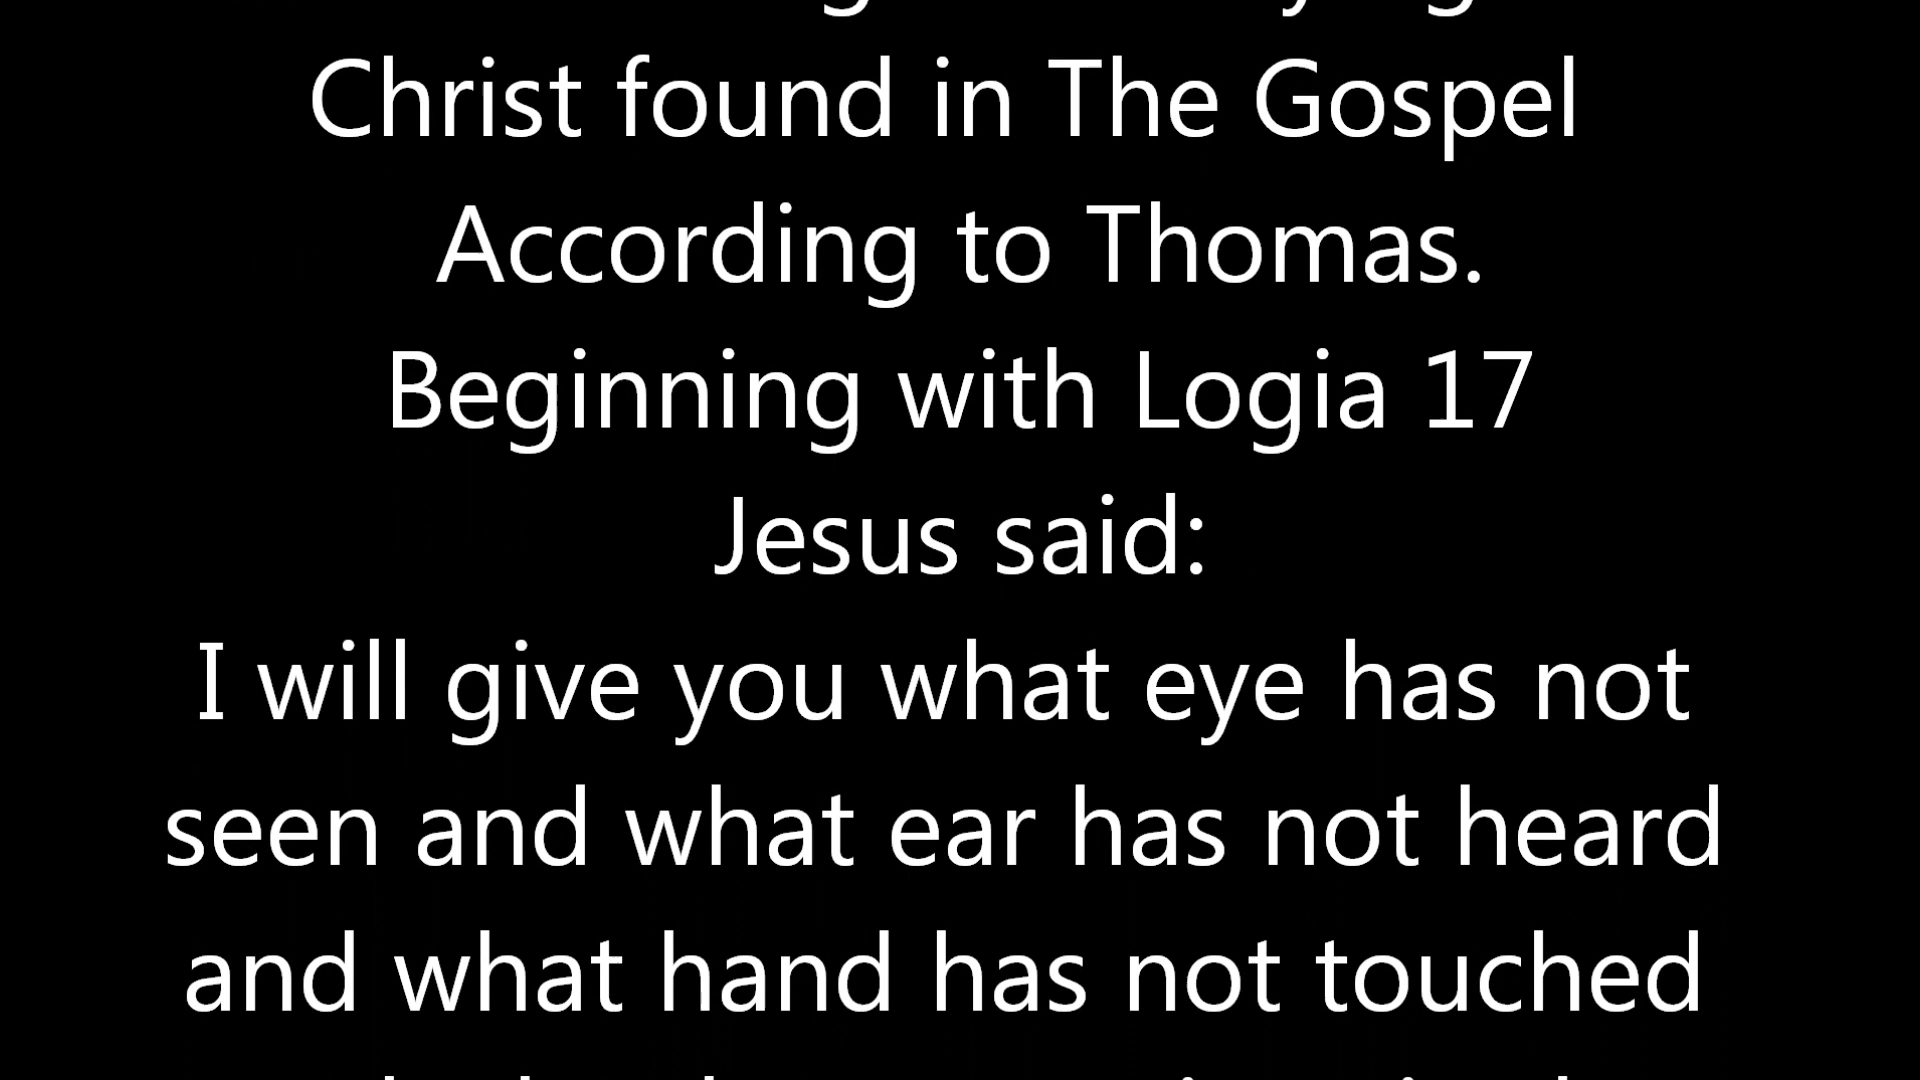 Christ found in The Gospel
According to Thomas.
Beginning with Logia 17
Jesus said:
I will give you what eye has not
seen and what ear has not heard
and what hand has not touched